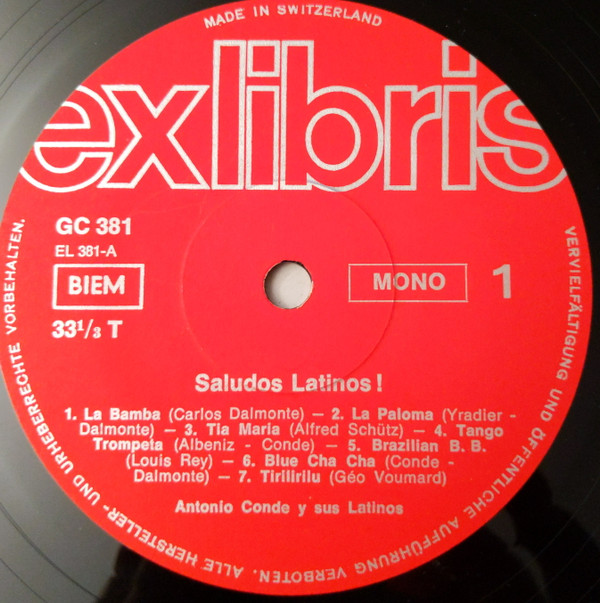 MADE IN SWITZERLAND
exlibris
GC 381
EL 381-A
BIEM
33 1/3 T
MONO
1
Saludos Latinos!
1. La Bamba (Carlos Dalmonte) — 2. La Paloma (Yradier -
Dalmonte) — 3. Tia Maria (Alfred Schütz) — 4. Tango
Trompeta (Albeniz - Conde) — 5. Brazilian B. B.
(Louis Rey) — 6. Blue Cha Cha (Conde -
Dalmonte) — 7. Tirilirilu (Géo Voumard)
Antonio Conde y sus Latinos
ALLE HERSTELLER- UND URHEBERRECHTE VORBEHALTEN.
VERVIELFÄLTIGUNG UND ÖFFENTLICHE AUFFÜHRUNG VERBOTEN.